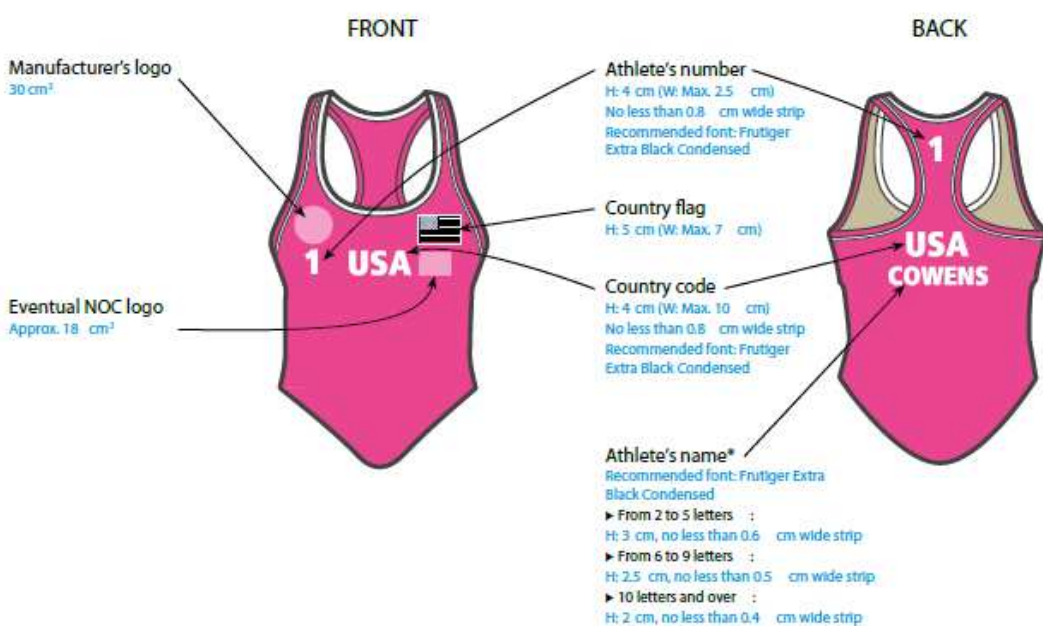 FRONT
BACK
Manufacturer's logo
30 cm²
Eventual NOC logo
Approx. 18 cm²
1 USA
Athlete's number
H: 4 cm (W: Max. 2.5 cm)
No less than 0.8 cm wide strip
Recommended font: Frutiger
Extra Black Condensed
Country flag
H: 5 cm (W: Max. 7 cm)
Country code
H: 4 cm (W: Max. 10 cm)
No less than 0.8 cm wide strip
Recommended font: Frutiger
Extra Black Condensed
Athlete's name*
Recommended font: Frutiger Extra
Black Condensed
▸ From 2 to 5 letters :
H: 3 cm, no less than 0.6 cm wide strip
▸ From 6 to 9 letters :
H: 2.5 cm, no less than 0.5 cm wide strip
▸ 10 letters and over :
H: 2 cm, no less than 0.4 cm wide strip
1
USA
COWENS